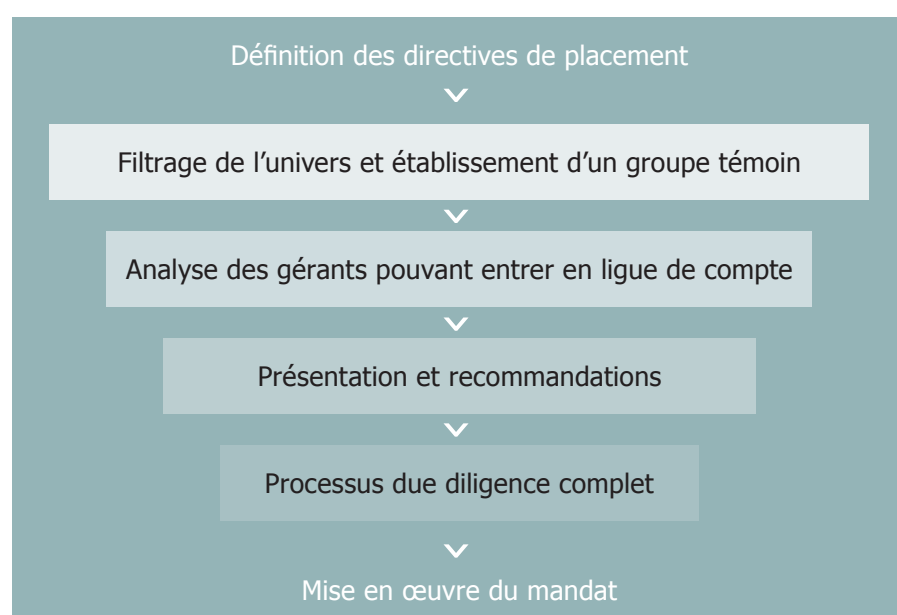 Définition des directives de placement
Filtrage de l’univers et établissement d’un groupe témoin
Analyse des gérants pouvant entrer en ligue de compte
Présentation et recommandations
Processus due diligence complet
Mise en œuvre du mandat